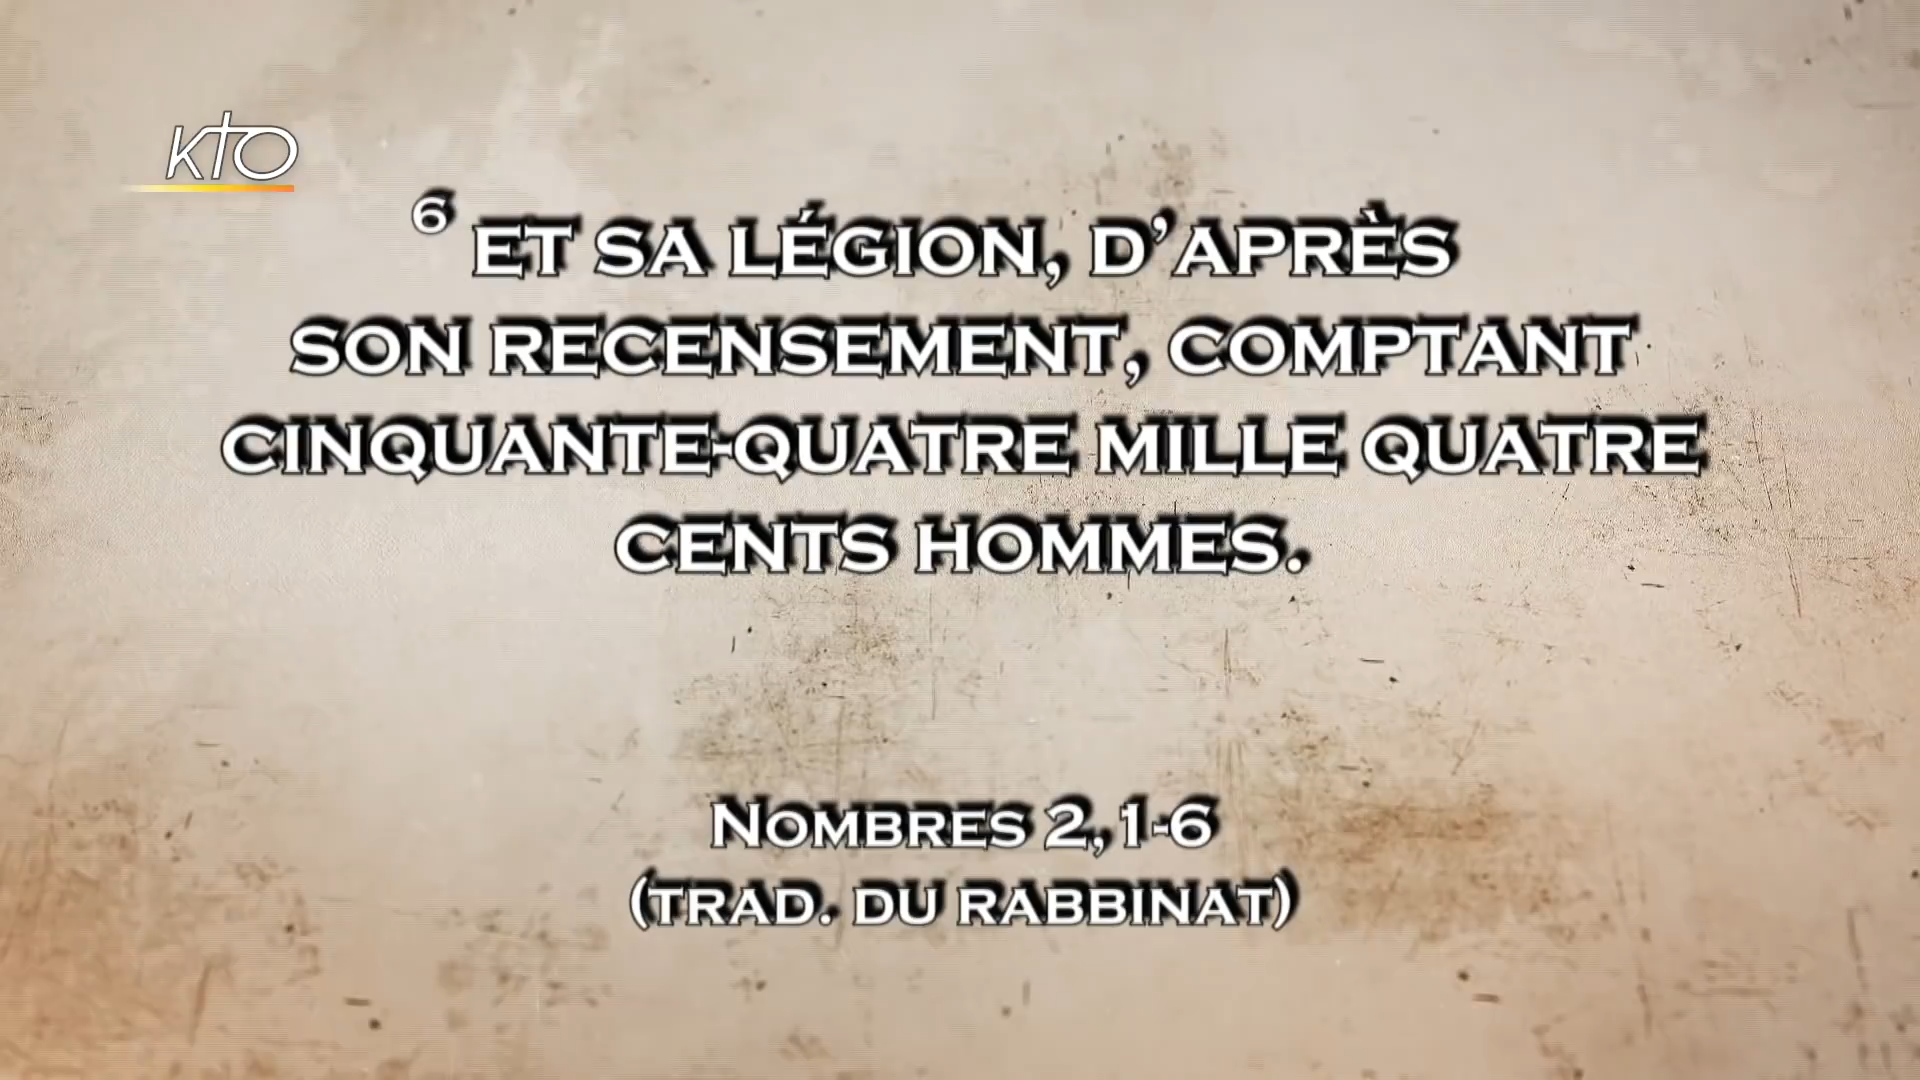 KTO
6 ET SA LÉGION, D'APRÈS
SON RECENSEMENT, COMPTANT
CINQUANTE-QUATRE MILLE QUATRE
CENTS HOMMES.
NOMBRES 2, 1-6
(TRAD. DU RABBINAT)